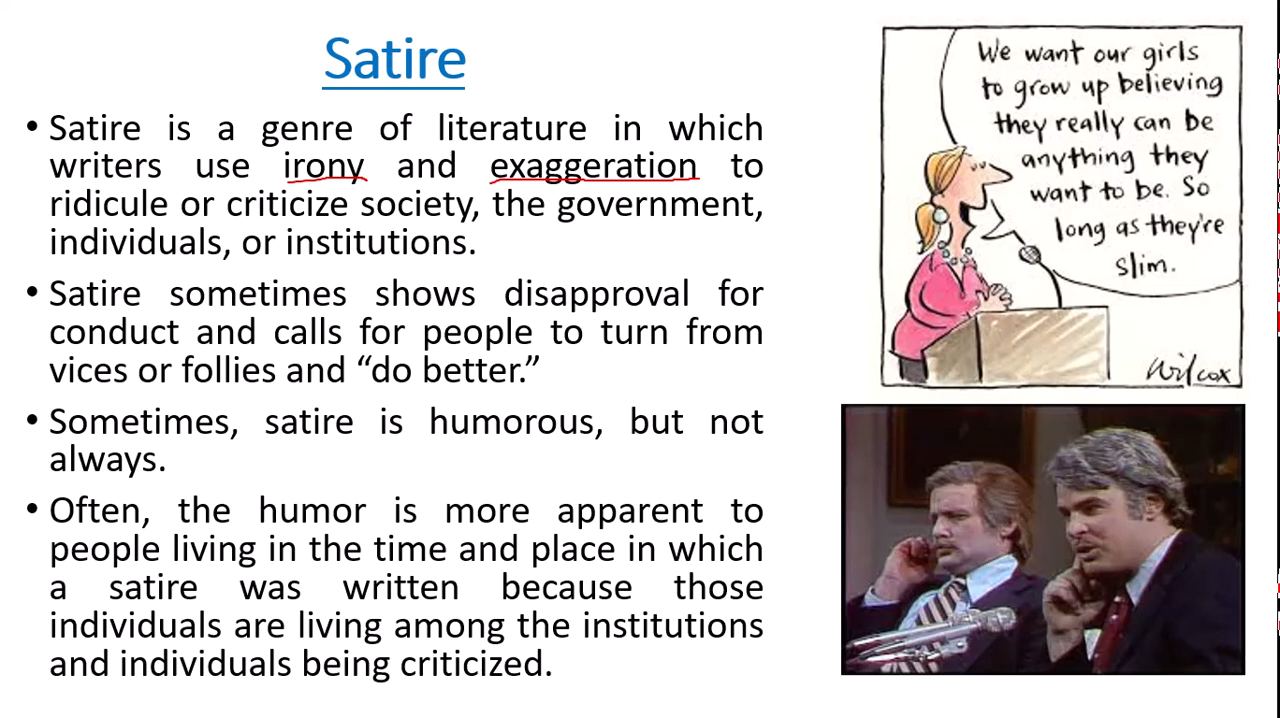 Satire
• Satire is a genre of literature in which
writers use irony and exaggeration to
ridicule or criticize society, the government,
individuals, or institutions.
• Satire sometimes shows disapproval for
conduct and calls for people to turn from
vices or follies and “do better.”
• Sometimes, satire is humorous, but not
always.
• Often, the humor is more apparent to
people living in the time and place in which
a satire was written because those
individuals are living among the institutions
and individuals being criticized.
We want our girls
to grow up believing
they really can be
anything they
want to be. So
long as they're
slim.
Wilcox